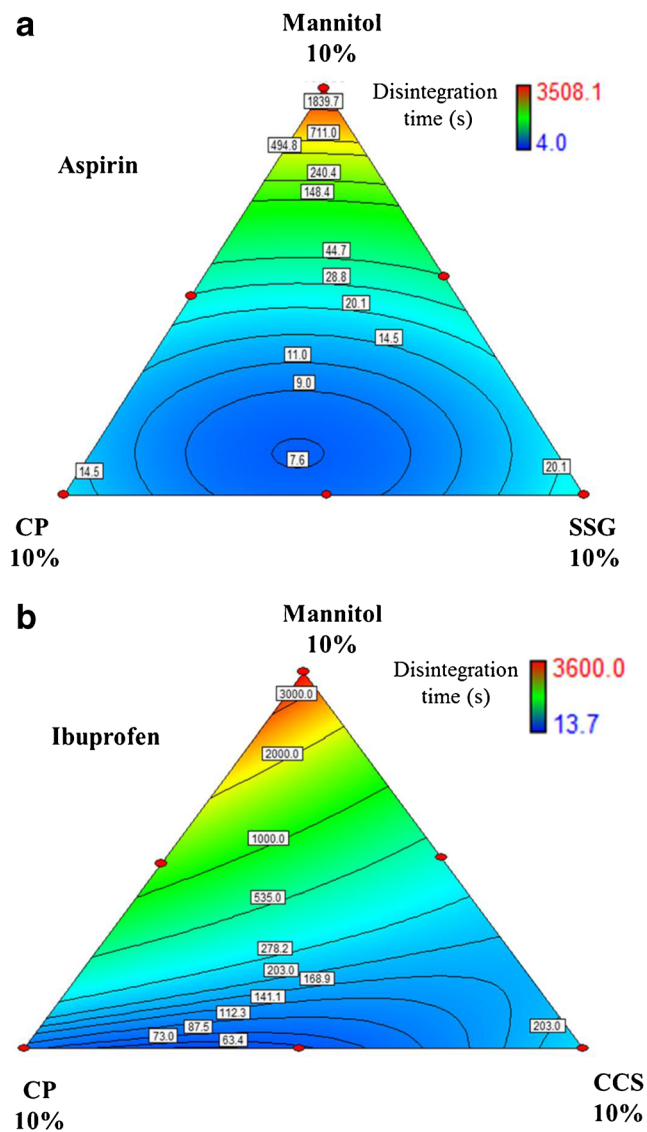 a
Mannitol
10%
Disintegration
time (s)
3508.1
4.0
Aspirin
1839.7
711.0
494.8
240.4
148.4
44.7
28.8
20.1
14.5
11.0
9.0
7.6
14.5
20.1
CP
10%
SSG
10%
b
Mannitol
10%
Disintegration
time (s)
3600.0
13.7
Ibuprofen
3000.0
2000.0
1000.0
535.0
278.2
203.0
168.9
141.1
112.3
87.5
73.0
63.4
203.0
CP
10%
CCS
10%